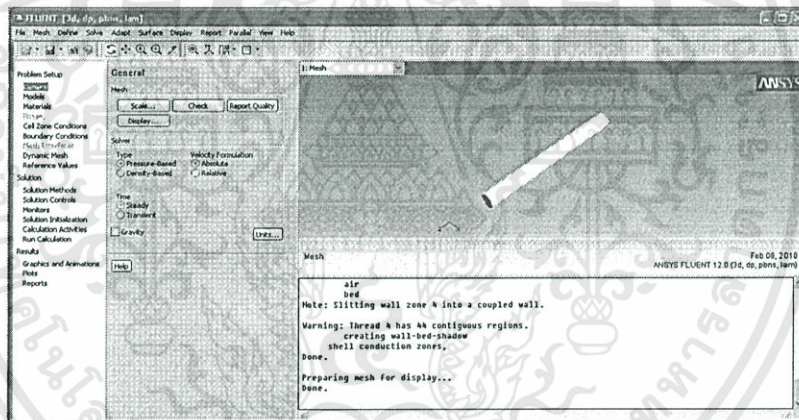 FLUENT [3d, dp, pbns, lam]
File Mesh Define Solve Adapt Surface Display Report Parallel View Help
Problem Setup
General
Models
Materials
Phases
Cell Zone Conditions
Boundary Conditions
Mesh Interfaces
Dynamic Mesh
Reference Values
Solution
Solution Methods
Solution Controls
Monitors
Solution Initialization
Calculation Activities
Run Calculation
Results
Graphics and Animations
Plots
Reports
General
Mesh
Scale... Check Report Quality
Display...
Solver
Type Velocity Formulation
Pressure-Based Absolute
Density-Based Relative
Time
Steady
Transient
Gravity Units...
Help
1: Mesh
ANSYS
Mesh Feb 08, 2010
ANSYS FLUENT 12.0 (3d, dp, pbns, lam)
air
bed
Note: Slitting wall zone 4 into a coupled wall.
Warning: Thread 4 has 44 contiguous regions.
creating wall-bed-shadow
shell conduction zones,
Done.
Preparing mesh for display...
Done.